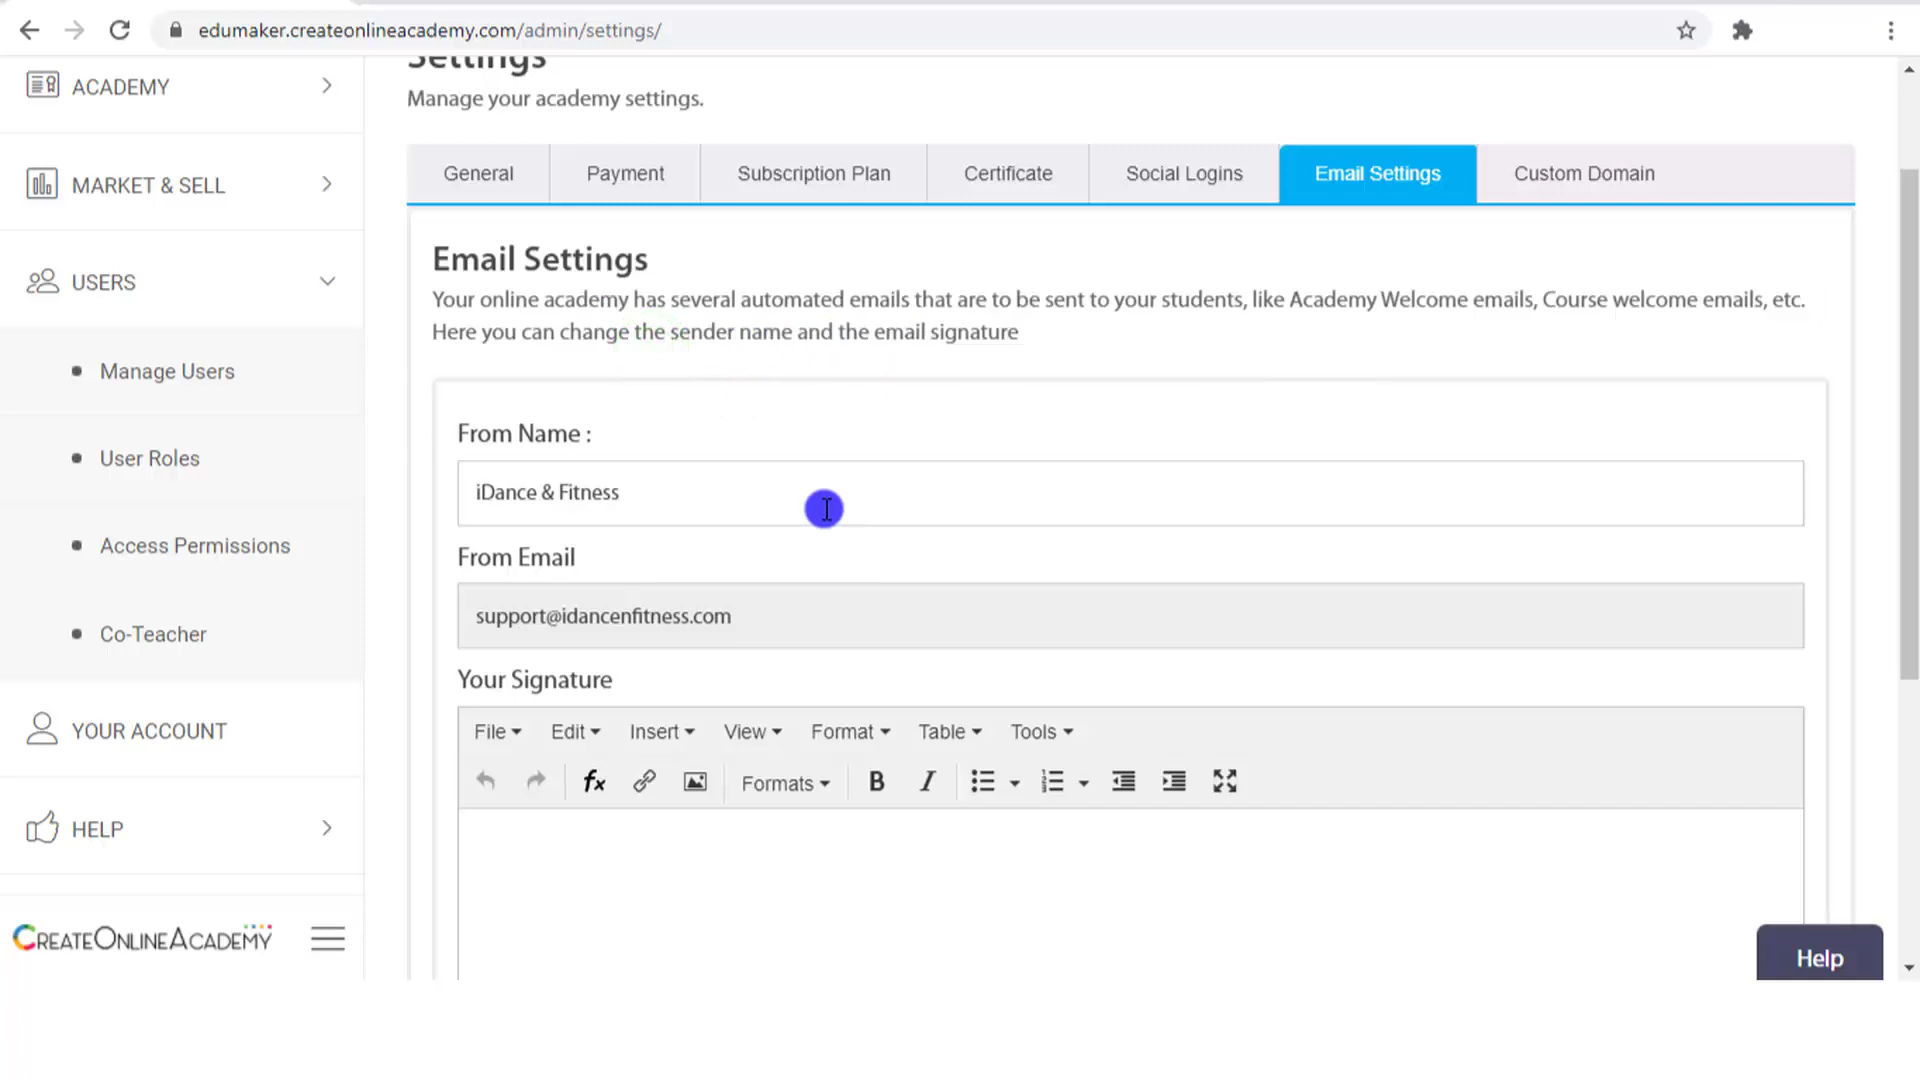 edumaker.createonlineacademy.com/admin/settings/
ACADEMY
MARKET & SELL
USERS
Manage Users
User Roles
Access Permissions
Co-Teacher
YOUR ACCOUNT
HELP
CREATEONLINEACADEMY
Settings
Manage your academy settings.
General
Payment
Subscription Plan
Certificate
Social Logins
Email Settings
Custom Domain
Email Settings
Your online academy has several automated emails that are to be sent to your students, like Academy Welcome emails, Course welcome emails, etc.
Here you can change the sender name and the email signature
From Name :
iDance & Fitness
From Email
support@idancenfitness.com
Your Signature
File
Edit
Insert
View
Format
Table
Tools
fx
Formats
B
I
Help